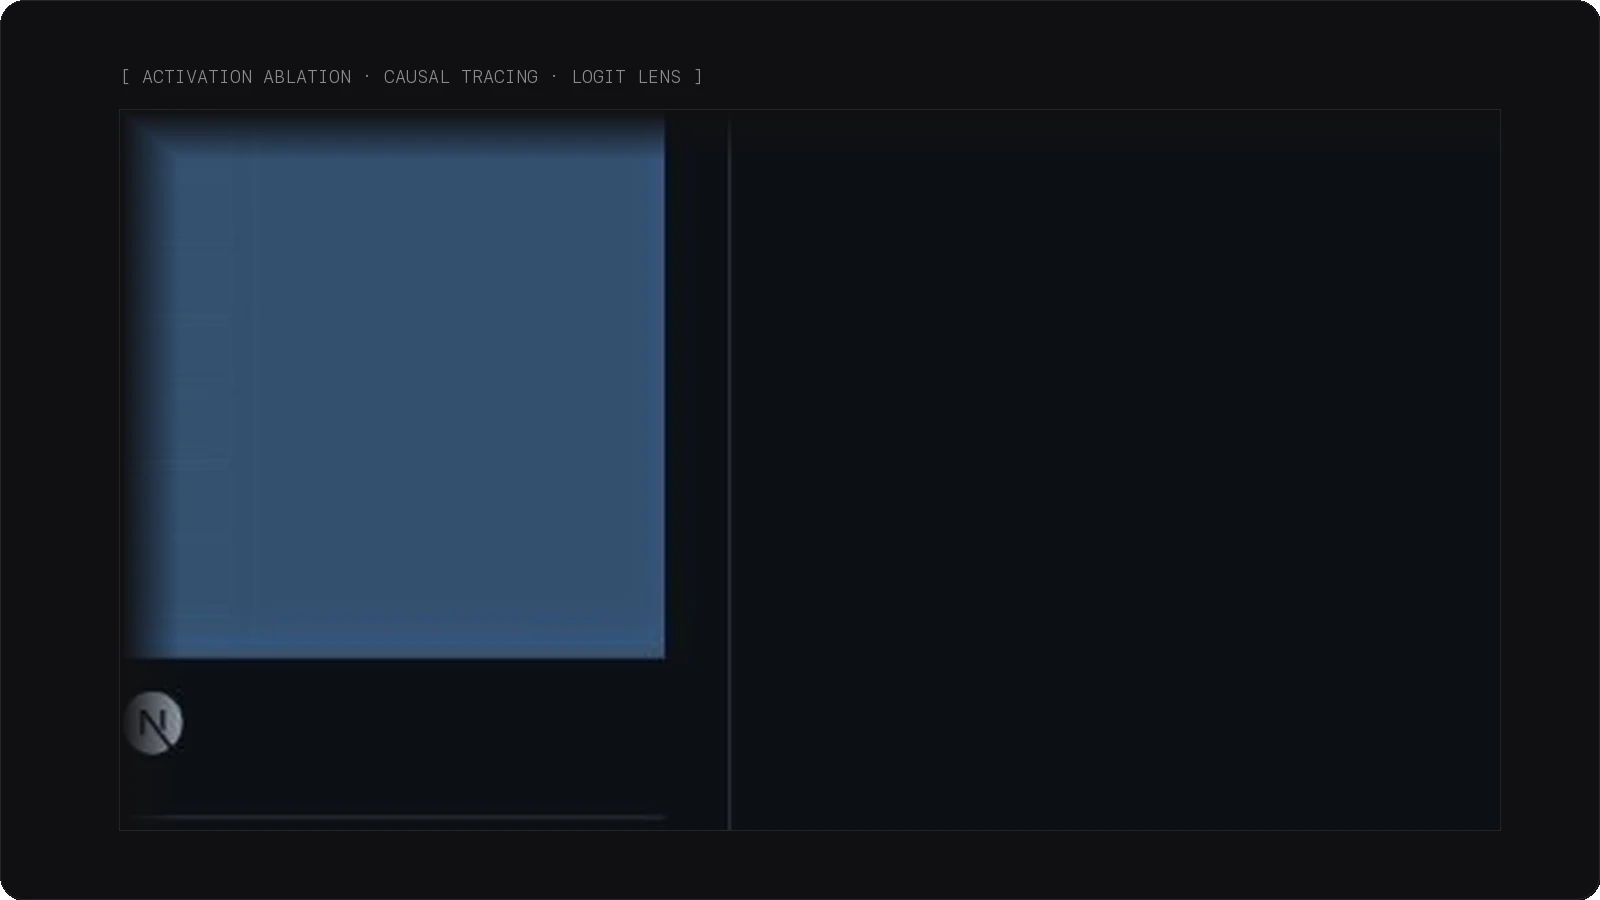 [ ACTIVATION ABLATION · CAUSAL TRACING · LOGIT LENS ]
N